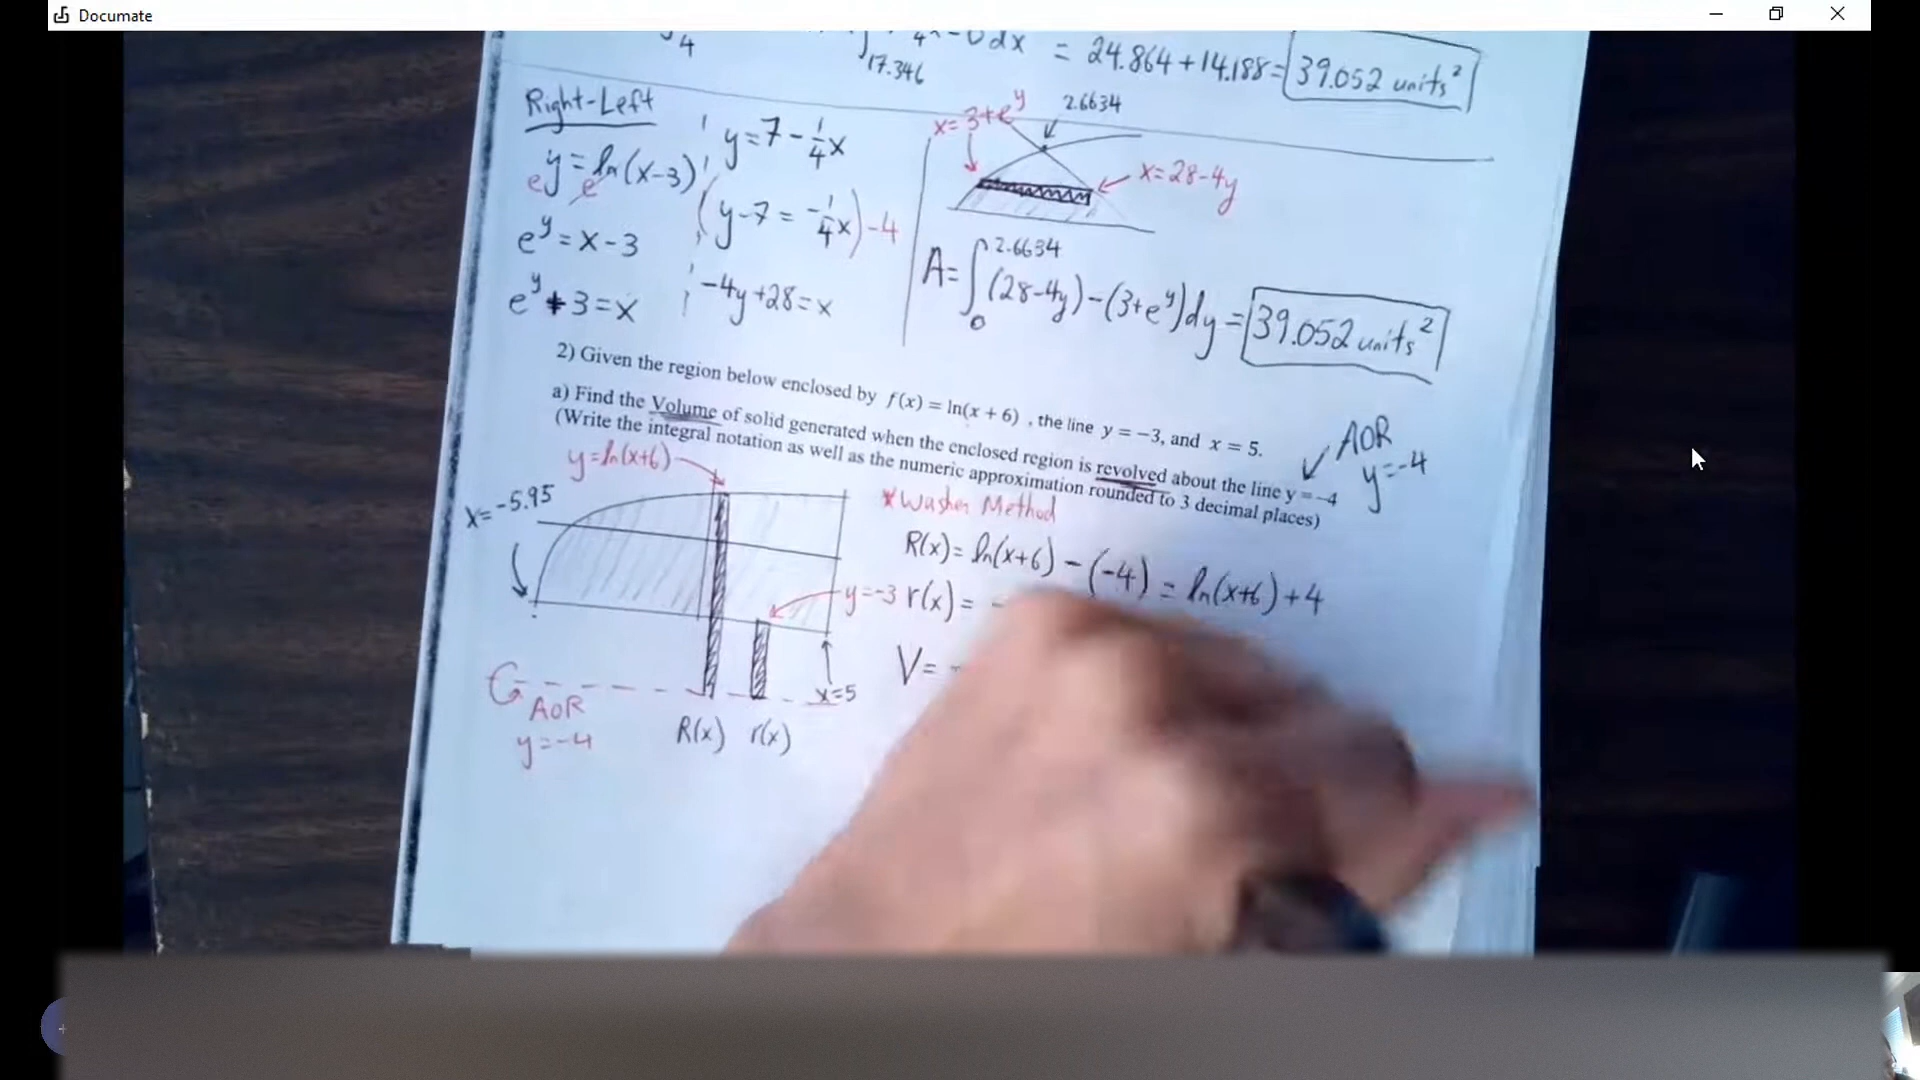 Documate
4
17.346
dx = 24.864+14.188= 39.052 units²
Right-Left
y = ln(x-3)
e e
e^y = x-3
e^y + 3 = x
y = 7 - 1/4 x
(y-7 = -1/4 x) -4
-4y + 28 = x
x = 3+e^y
2.6634
x = 28-4y
A = ∫ 0 2.6634 (28-4y) - (3+e^y) dy = 39.052 units²
2) Given the region below enclosed by f(x) = ln(x + 6) , the line y = −3, and x = 5.
a) Find the Volume of solid generated when the enclosed region is revolved about the line y = −4
(Write the integral notation as well as the numeric approximation rounded to 3 decimal places)
AOR
y=-4
y=ln(x+6)
x=-5.95
*Washer Method
R(x)= ln(x+6) - (-4) = ln(x+6)+4
y=-3
r(x)= -
V=
x=5
AOR
y=-4
R(x) r(x)